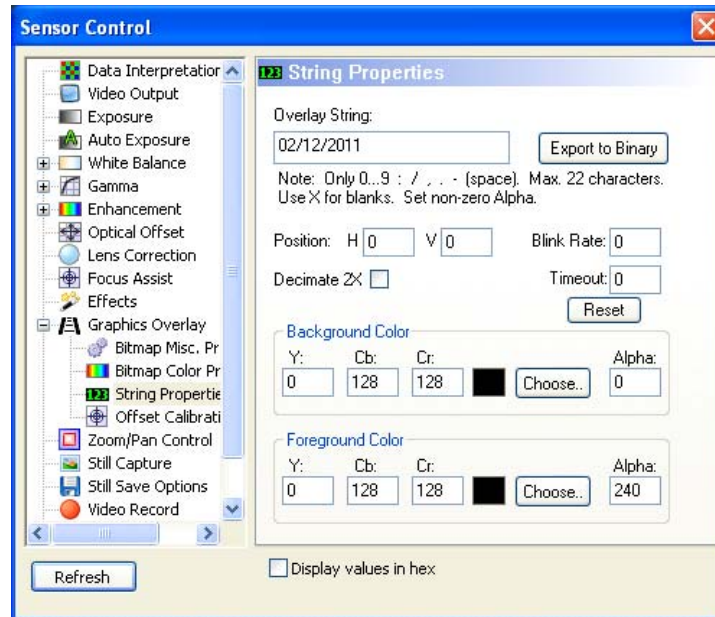 Sensor Control
Data Interpretation
Video Output
Exposure
Auto Exposure
White Balance
Gamma
Enhancement
Optical Offset
Lens Correction
Focus Assist
Effects
Graphics Overlay
Bitmap Misc. Pr
Bitmap Color Pr
123 String Propertie
Offset Calibrati
Zoom/Pan Control
Still Capture
Still Save Options
Video Record
Refresh
123 String Properties
Overlay String:
02/12/2011
Export to Binary
Note: Only 0...9 : / , . - (space). Max. 22 characters.
Use X for blanks. Set non-zero Alpha.
Position: H 0 V 0 Blink Rate: 0
Decimate 2X Timeout: 0
Reset
Background Color
Y: Cb: Cr: Alpha:
0 128 128 Choose.. 0
Foreground Color
Y: Cb: Cr: Alpha:
0 128 128 Choose.. 240
Display values in hex